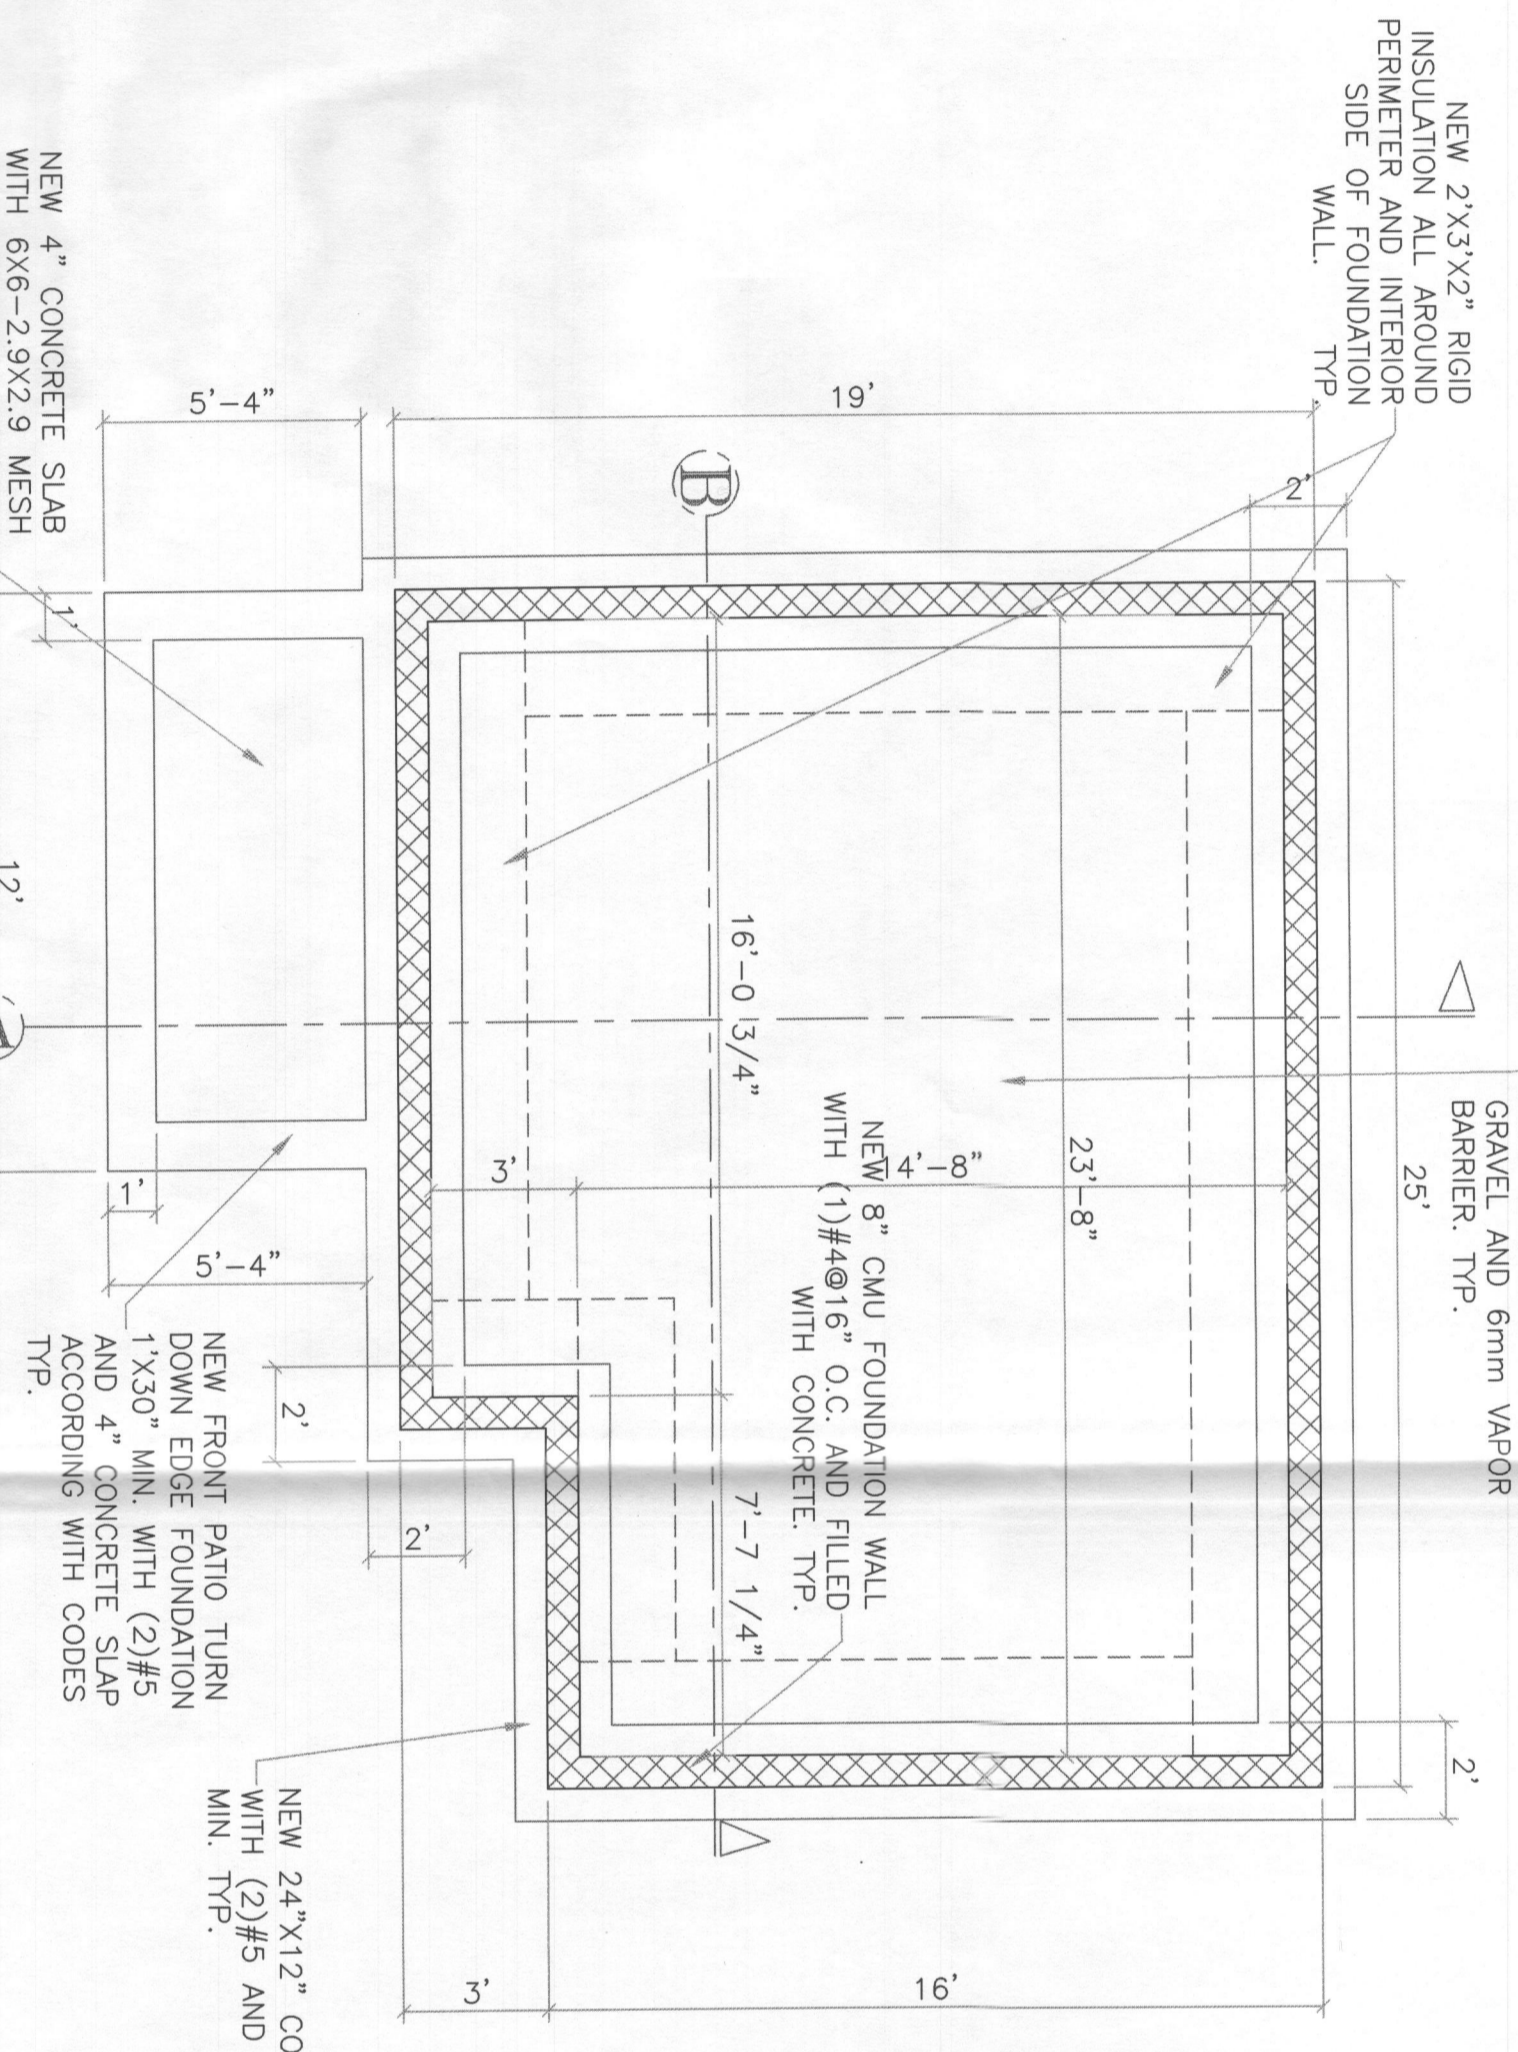 NEW 2'X3'X2" RIGID
INSULATION ALL AROUND
PERIMETER AND INTERIOR
SIDE OF FOUNDATION
WALL. TYP.
GRAVEL AND 6mm VAPOR
BARRIER. TYP.
25'
2'
19'
2'
B
23'-8"
14'-8"
16'-0 3/4"
7'-7 1/4"
3'
NEW 8" CMU FOUNDATION WALL
WITH (1)#4@16" O.C. AND FILLED
WITH CONCRETE. TYP.
16'
3'
5'-4"
1'
1'
5'-4"
2'
2'
12'
NEW 4" CONCRETE SLAB
WITH 6X6-2.9X2.9 MESH
NEW FRONT PATIO TURN
DOWN EDGE FOUNDATION
1'X30" MIN. WITH (2)#5
AND 4" CONCRETE SLAP
ACCORDING WITH CODES
TYP.
NEW 24"X12" CO
WITH (2)#5 AND
MIN. TYP.